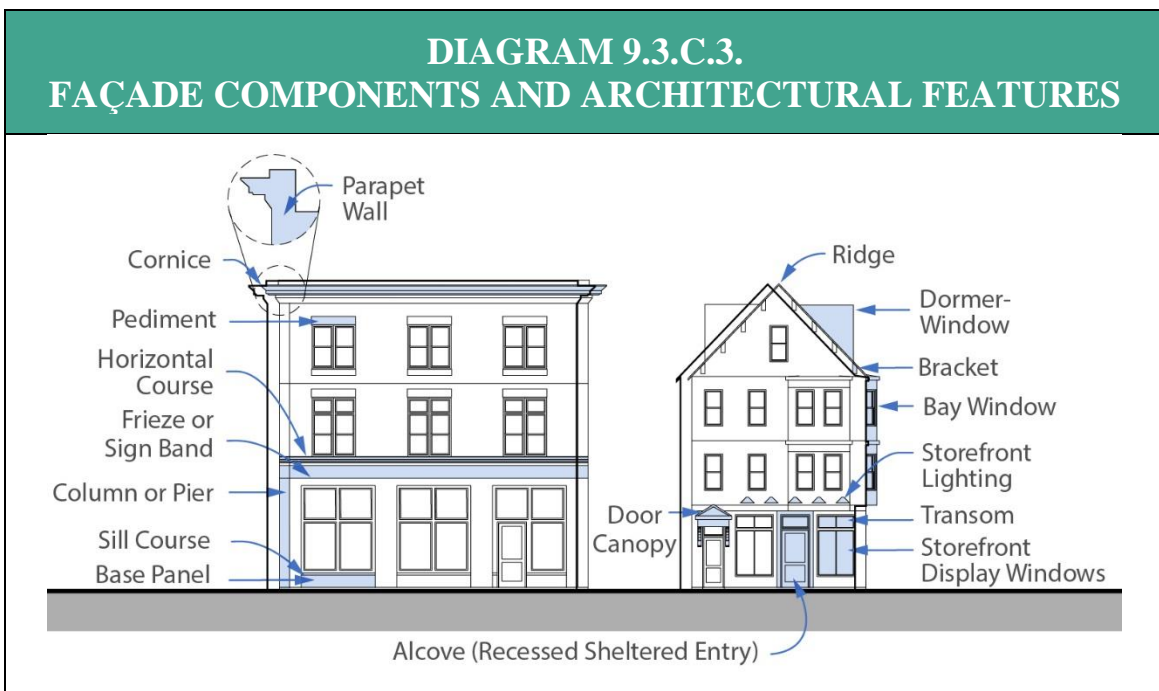 DIAGRAM 9.3.C.3.
FAÇADE COMPONENTS AND ARCHITECTURAL FEATURES
Parapet
Wall
Cornice
Pediment
Horizontal
Course
Frieze or
Sign Band
Column or Pier
Sill Course
Base Panel
Ridge
Dormer-
Window
Bracket
Bay Window
Storefront
Lighting
Door
Canopy
Transom
Storefront
Display Windows
Alcove (Recessed Sheltered Entry)